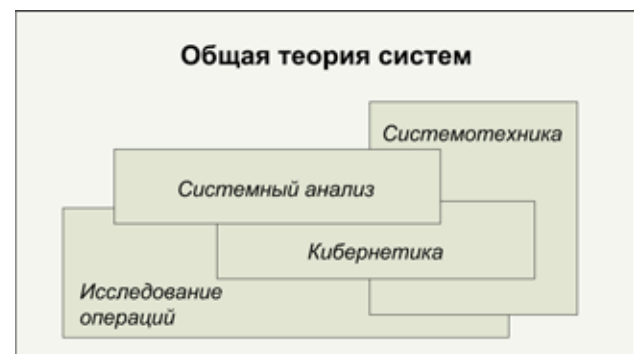 Общая теория систем
Системотехника
Системный анализ
Кибернетика
Исследование
операций